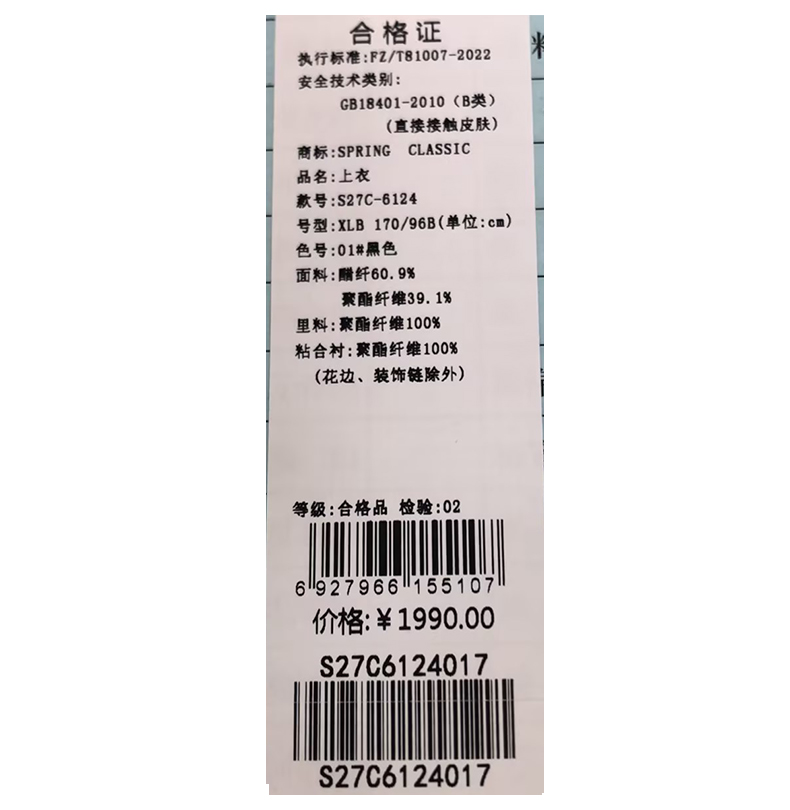 合格证
执行标准:FZ/T81007-2022
安全技术类别:
GB18401-2010（B类）
(直接接触皮肤)
商标:SPRING CLASSIC
品名:上衣
款号:S27C-6124
号型:XLB 170/96B(单位:cm)
色号:01#黑色
面料:醋纤60.9%
聚酯纤维39.1%
里料:聚酯纤维100%
粘合衬:聚酯纤维100%
(花边、装饰链除外)
等级:合格品 检验:02
6 927966 155107
价格:￥1990.00
S27C6124017
S27C6124017